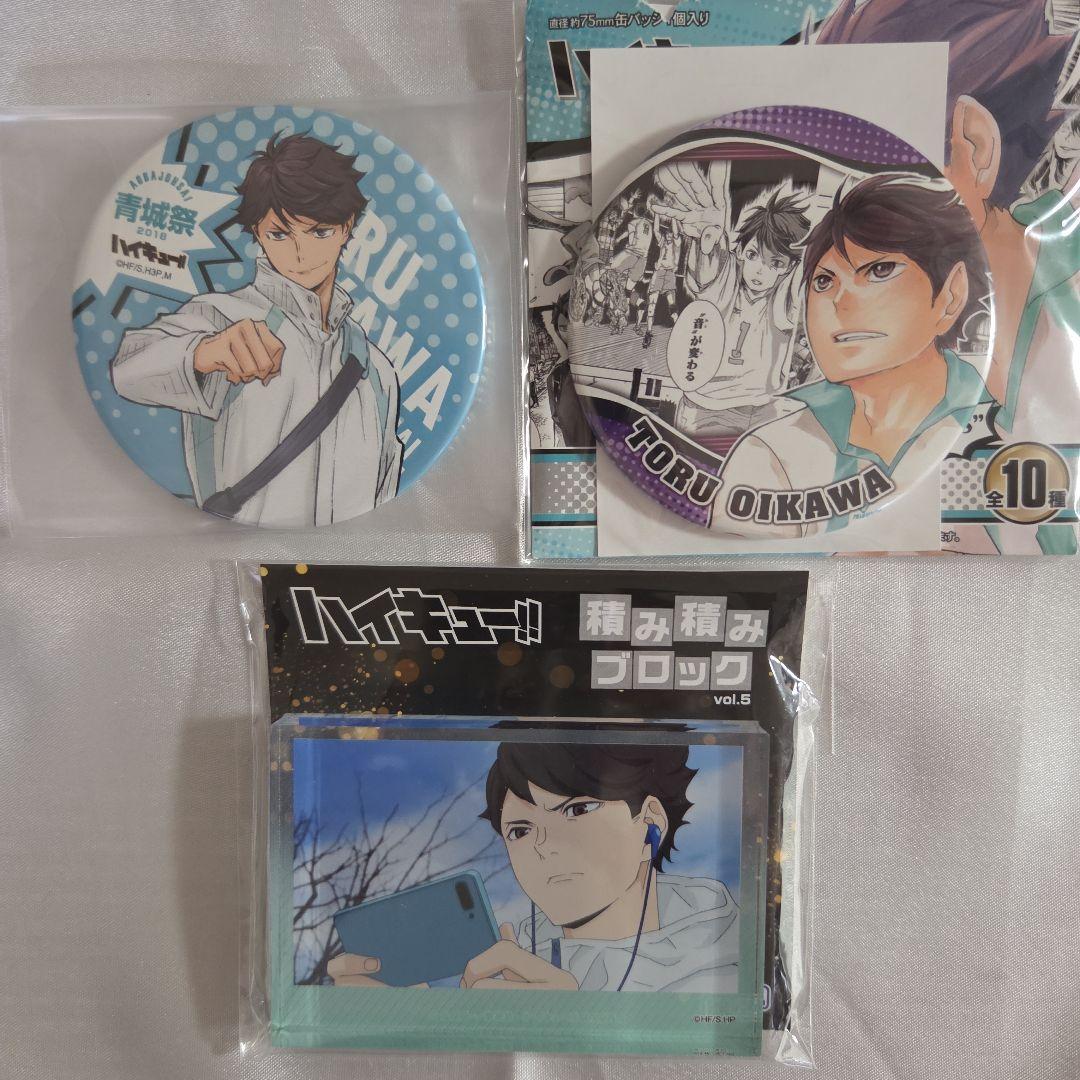 AOBAJOHSAI
青城祭
2018
ハイキュー!!
©HF/S,H3P,M
直径 約75mm缶バッジ 1個入り
"音"が変わる
TORU OIKAWA
全10種
ます。
ハイキュー!!
積み積み
ブロック
vol.5
©HF/S.HP